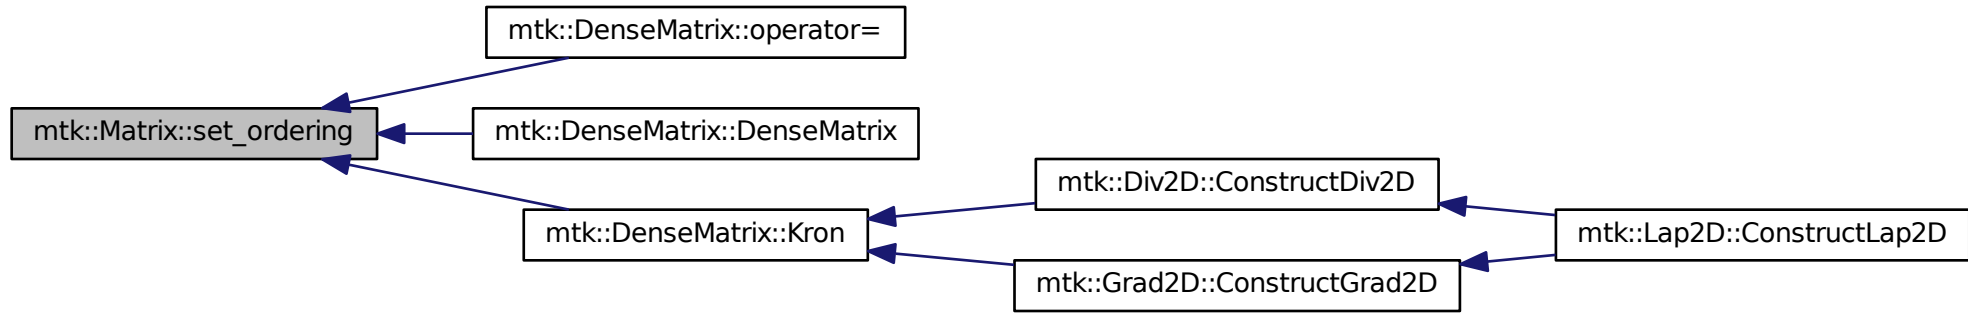 mtk::DenseMatrix::operator=
mtk::Matrix::set_ordering
mtk::DenseMatrix::DenseMatrix
mtk::Div2D::ConstructDiv2D
mtk::DenseMatrix::Kron
mtk::Lap2D::ConstructLap2D
mtk::Grad2D::ConstructGrad2D